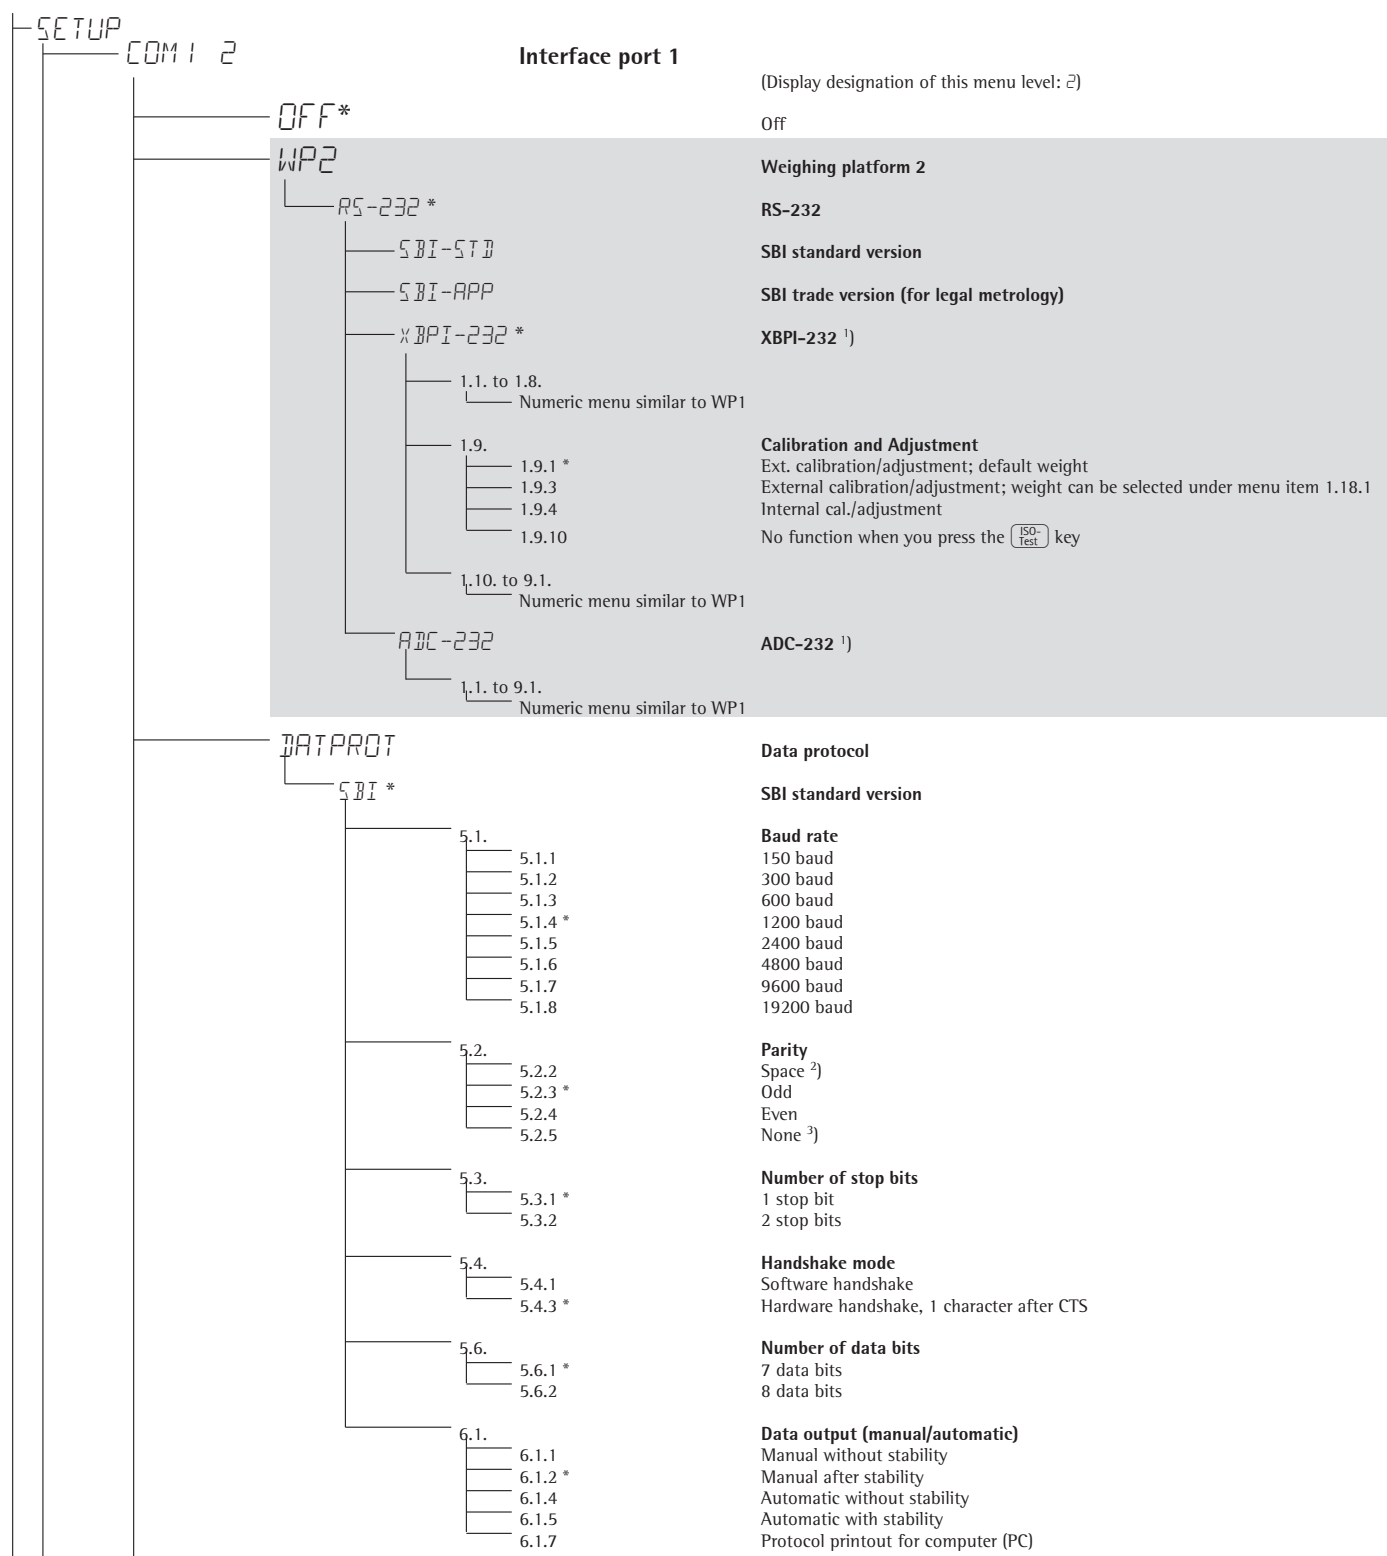 SETUP
COM1 2 Interface port 1
(Display designation of this menu level: 2)
OFF* Off
WP2 Weighing platform 2
RS-232 * RS-232
SBI-STD SBI standard version
SBI-APP SBI trade version (for legal metrology)
XBPI-232 * XBPI-232 ¹)
1.1. to 1.8.
Numeric menu similar to WP1
1.9. Calibration and Adjustment
1.9.1 * Ext. calibration/adjustment; default weight
1.9.3 External calibration/adjustment; weight can be selected under menu item 1.18.1
1.9.4 Internal cal./adjustment
1.9.10 No function when you press the ISO-Test key
1.10. to 9.1.
Numeric menu similar to WP1
ADC-232 ADC-232 ¹)
1.1. to 9.1.
Numeric menu similar to WP1
DATPROT Data protocol
SBI * SBI standard version
5.1. Baud rate
5.1.1 150 baud
5.1.2 300 baud
5.1.3 600 baud
5.1.4 * 1200 baud
5.1.5 2400 baud
5.1.6 4800 baud
5.1.7 9600 baud
5.1.8 19200 baud
5.2. Parity
5.2.2 Space ²)
5.2.3 * Odd
5.2.4 Even
5.2.5 None ³)
5.3. Number of stop bits
5.3.1 * 1 stop bit
5.3.2 2 stop bits
5.4. Handshake mode
5.4.1 Software handshake
5.4.3 * Hardware handshake, 1 character after CTS
5.6. Number of data bits
5.6.1 * 7 data bits
5.6.2 8 data bits
6.1. Data output (manual/automatic)
6.1.1 Manual without stability
6.1.2 * Manual after stability
6.1.4 Automatic without stability
6.1.5 Automatic with stability
6.1.7 Protocol printout for computer (PC)